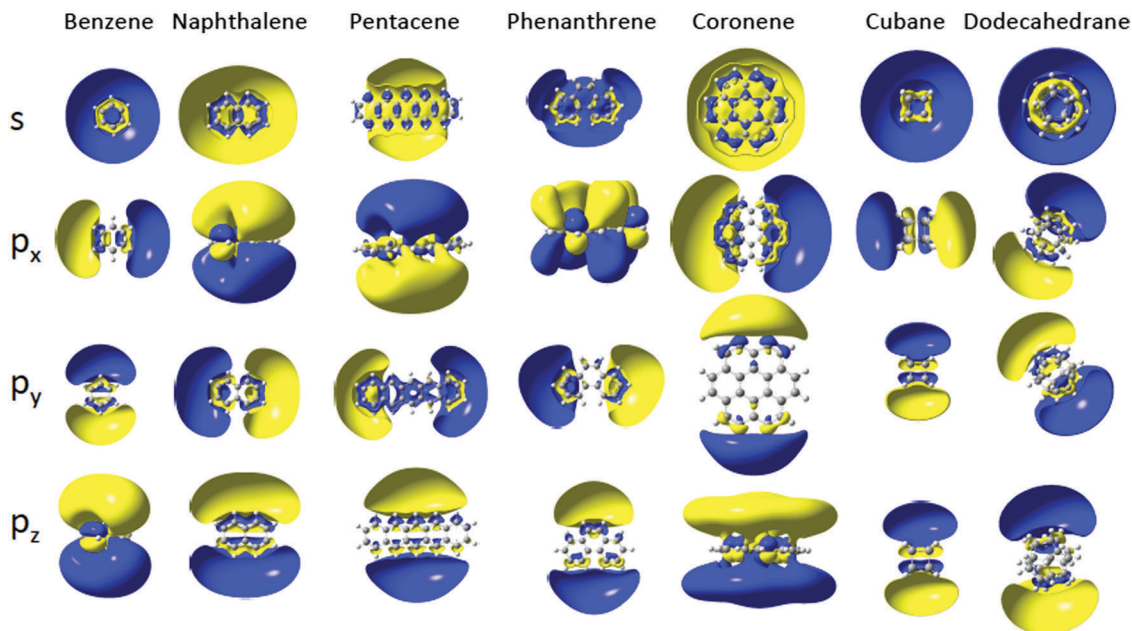 Benzene Naphthalene Pentacene Phenanthrene Coronene Cubane Dodecahedrane
s
px
py
pz